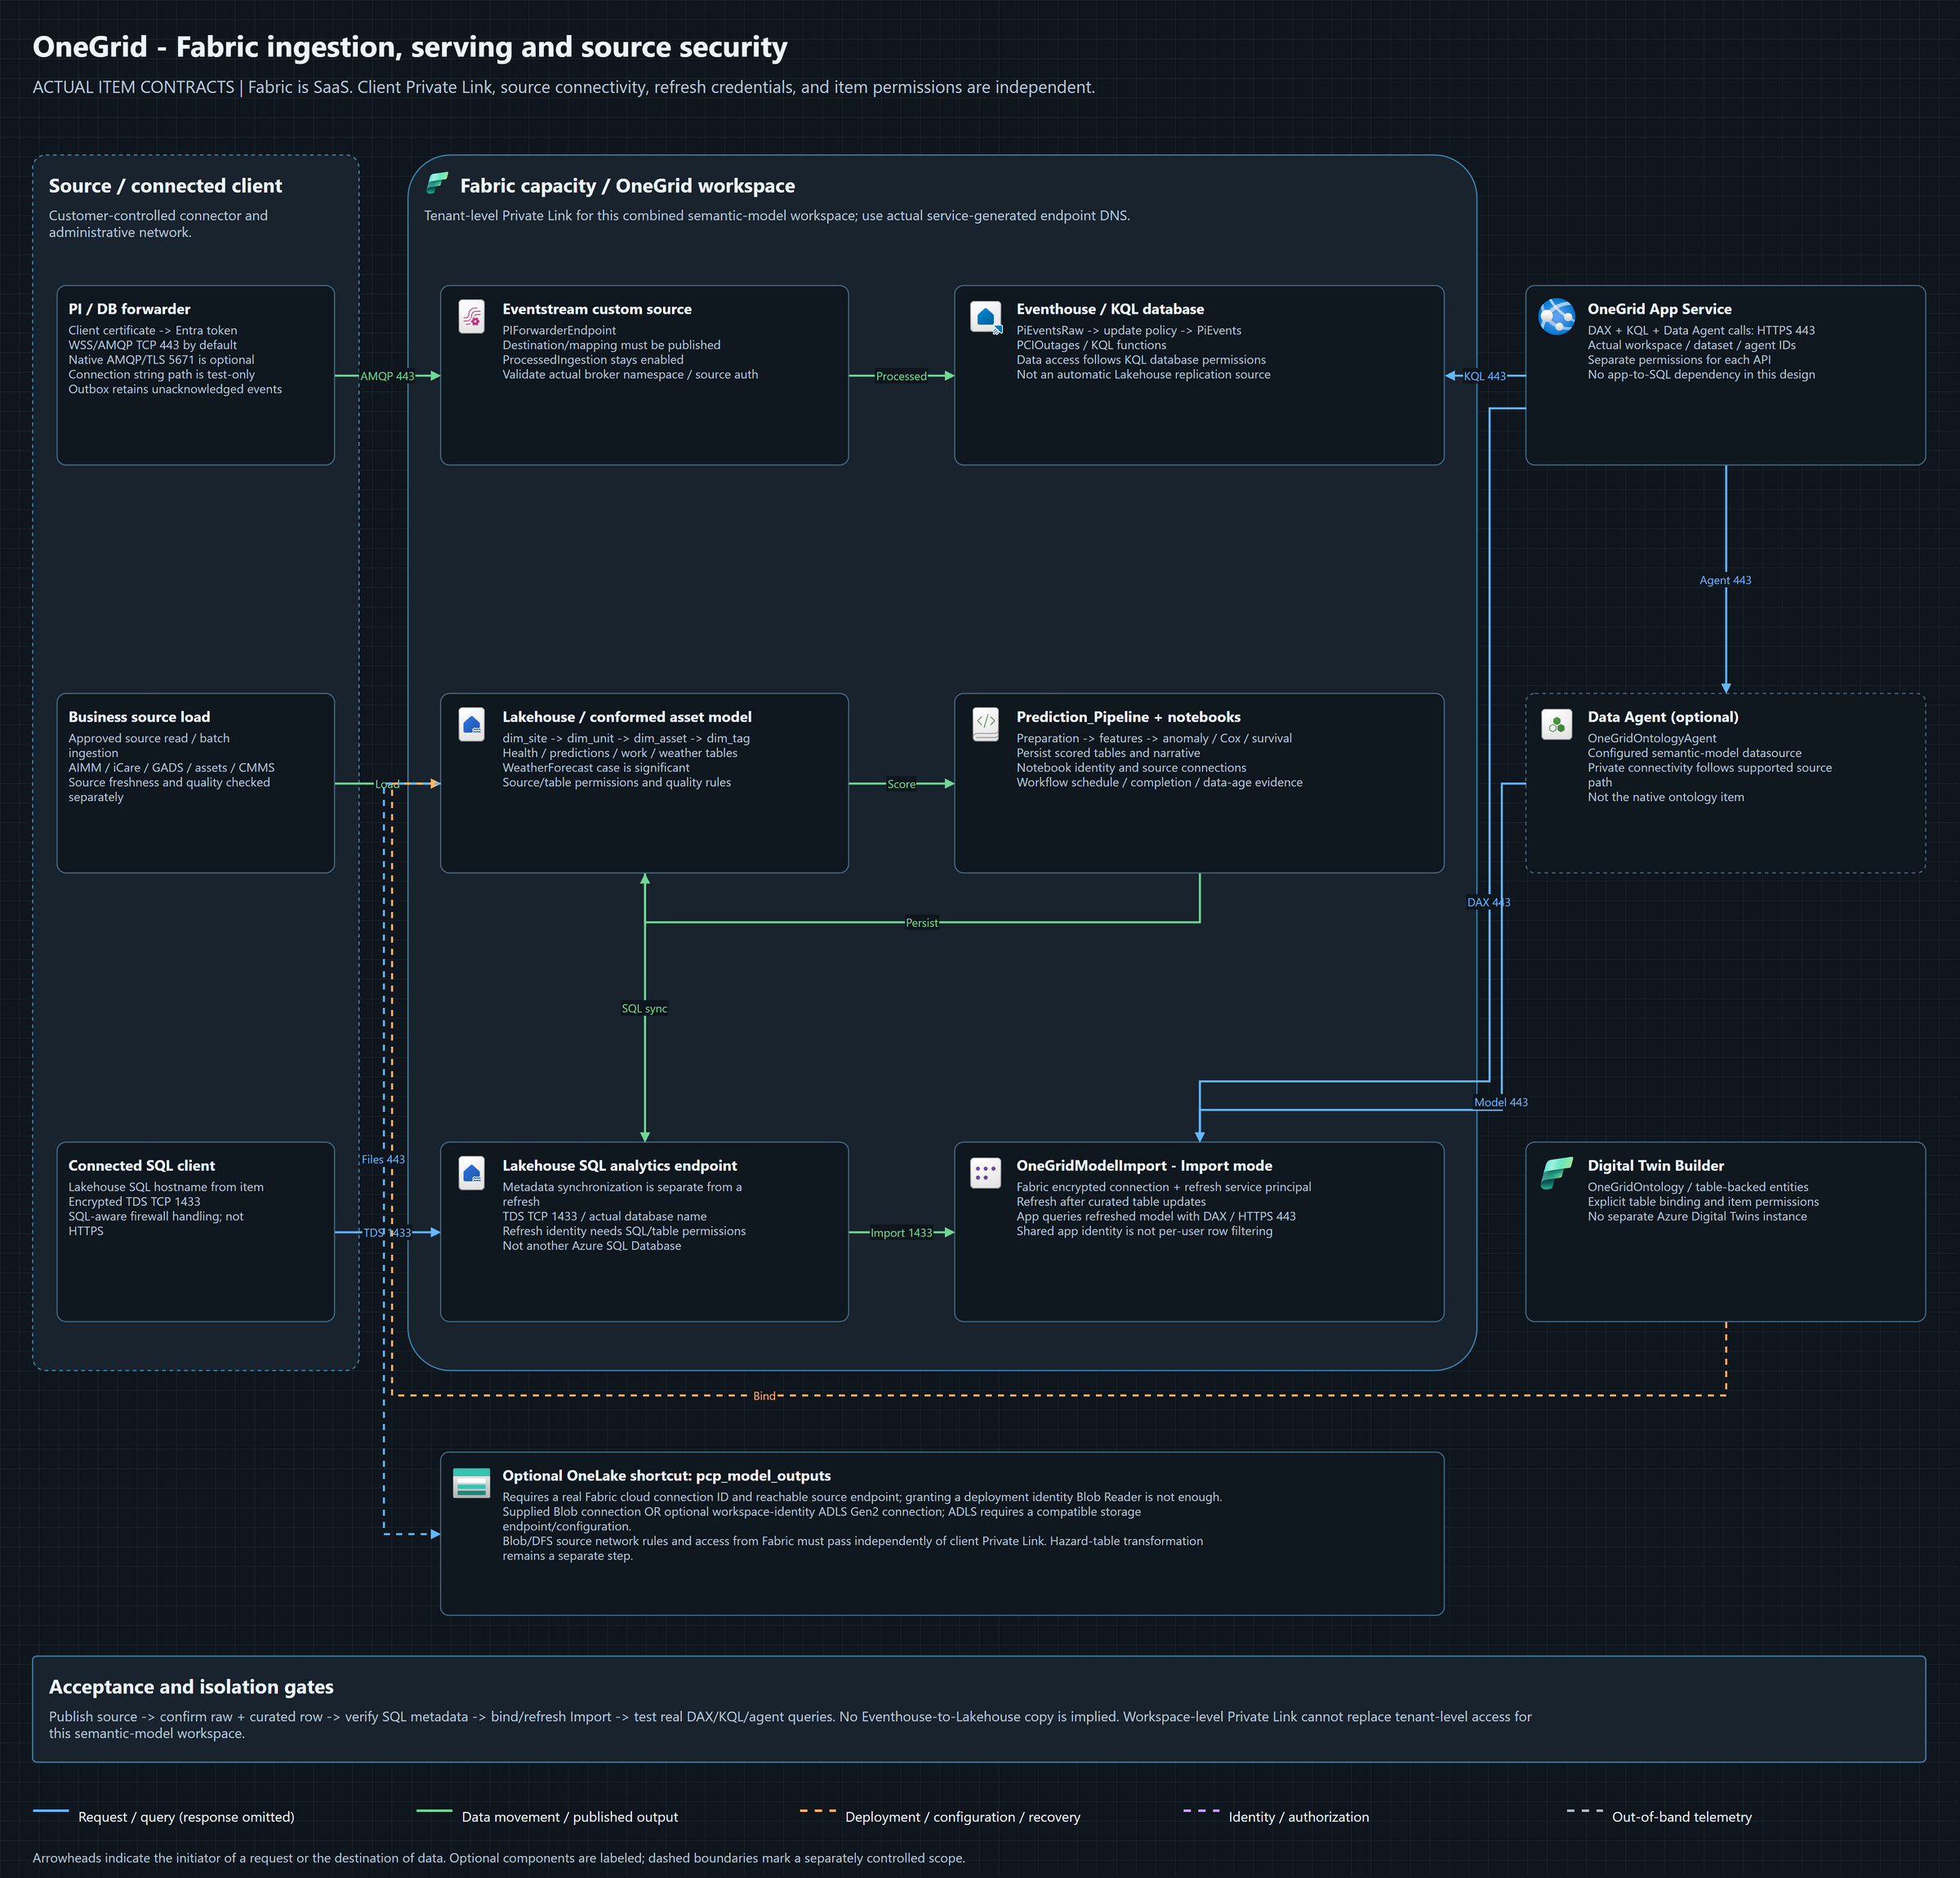 OneGrid - Fabric ingestion, serving and source security
ACTUAL ITEM CONTRACTS | Fabric is SaaS. Client Private Link, source connectivity, refresh credentials, and item permissions are independent.
Source / connected client
Customer-controlled connector and
administrative network.
Fabric capacity / OneGrid workspace
Tenant-level Private Link for this combined semantic-model workspace; use actual service-generated endpoint DNS.
PI / DB forwarder
Client certificate -> Entra token
WSS/AMQP TCP 443 by default
Native AMQP/TLS 5671 is optional
Connection string path is test-only
Outbox retains unacknowledged events
AMQP 443
Eventstream custom source
PIForwarderEndpoint
Destination/mapping must be published
ProcessedIngestion stays enabled
Validate actual broker namespace / source auth
Processed
Eventhouse / KQL database
PiEventsRaw -> update policy -> PiEvents
PCIOutages / KQL functions
Data access follows KQL database permissions
Not an automatic Lakehouse replication source
KQL 443
OneGrid App Service
DAX + KQL + Data Agent calls: HTTPS 443
Actual workspace / dataset / agent IDs
Separate permissions for each API
No app-to-SQL dependency in this design
Agent 443
Business source load
Approved source read / batch
ingestion
AIMM / iCare / GADS / assets / CMMS
Source freshness and quality checked
separately
Load
Lakehouse / conformed asset model
dim_site -> dim_unit -> dim_asset -> dim_tag
Health / predictions / work / weather tables
WeatherForecast case is significant
Source/table permissions and quality rules
Score
Prediction_Pipeline + notebooks
Preparation -> features -> anomaly / Cox / survival
Persist scored tables and narrative
Notebook identity and source connections
Workflow schedule / completion / data-age evidence
Data Agent (optional)
OneGridOntologyAgent
Configured semantic-model datasource
Private connectivity follows supported source
path
Not the native ontology item
DAX 443
Persist
SQL sync
Model 443
Connected SQL client
Lakehouse SQL hostname from item
Encrypted TDS TCP 1433
SQL-aware firewall handling; not
HTTPS
Files 443
TDS 1433
Lakehouse SQL analytics endpoint
Metadata synchronization is separate from a
refresh
TDS TCP 1433 / actual database name
Refresh identity needs SQL/table permissions
Not another Azure SQL Database
Import 1433
OneGridModelImport - Import mode
Fabric encrypted connection + refresh service principal
Refresh after curated table updates
App queries refreshed model with DAX / HTTPS 443
Shared app identity is not per-user row filtering
Digital Twin Builder
OneGridOntology / table-backed entities
Explicit table binding and item permissions
No separate Azure Digital Twins instance
Bind
Optional OneLake shortcut: pcp_model_outputs
Requires a real Fabric cloud connection ID and reachable source endpoint; granting a deployment identity Blob Reader is not enough.
Supplied Blob connection OR optional workspace-identity ADLS Gen2 connection; ADLS requires a compatible storage
endpoint/configuration.
Blob/DFS source network rules and access from Fabric must pass independently of client Private Link. Hazard-table transformation
remains a separate step.
Acceptance and isolation gates
Publish source -> confirm raw + curated row -> verify SQL metadata -> bind/refresh Import -> test real DAX/KQL/agent queries. No Eventhouse-to-Lakehouse copy is implied. Workspace-level Private Link cannot replace tenant-level access for
this semantic-model workspace.
Request / query (response omitted)
Data movement / published output
Deployment / configuration / recovery
Identity / authorization
Out-of-band telemetry
Arrowheads indicate the initiator of a request or the destination of data. Optional components are labeled; dashed boundaries mark a separately controlled scope.